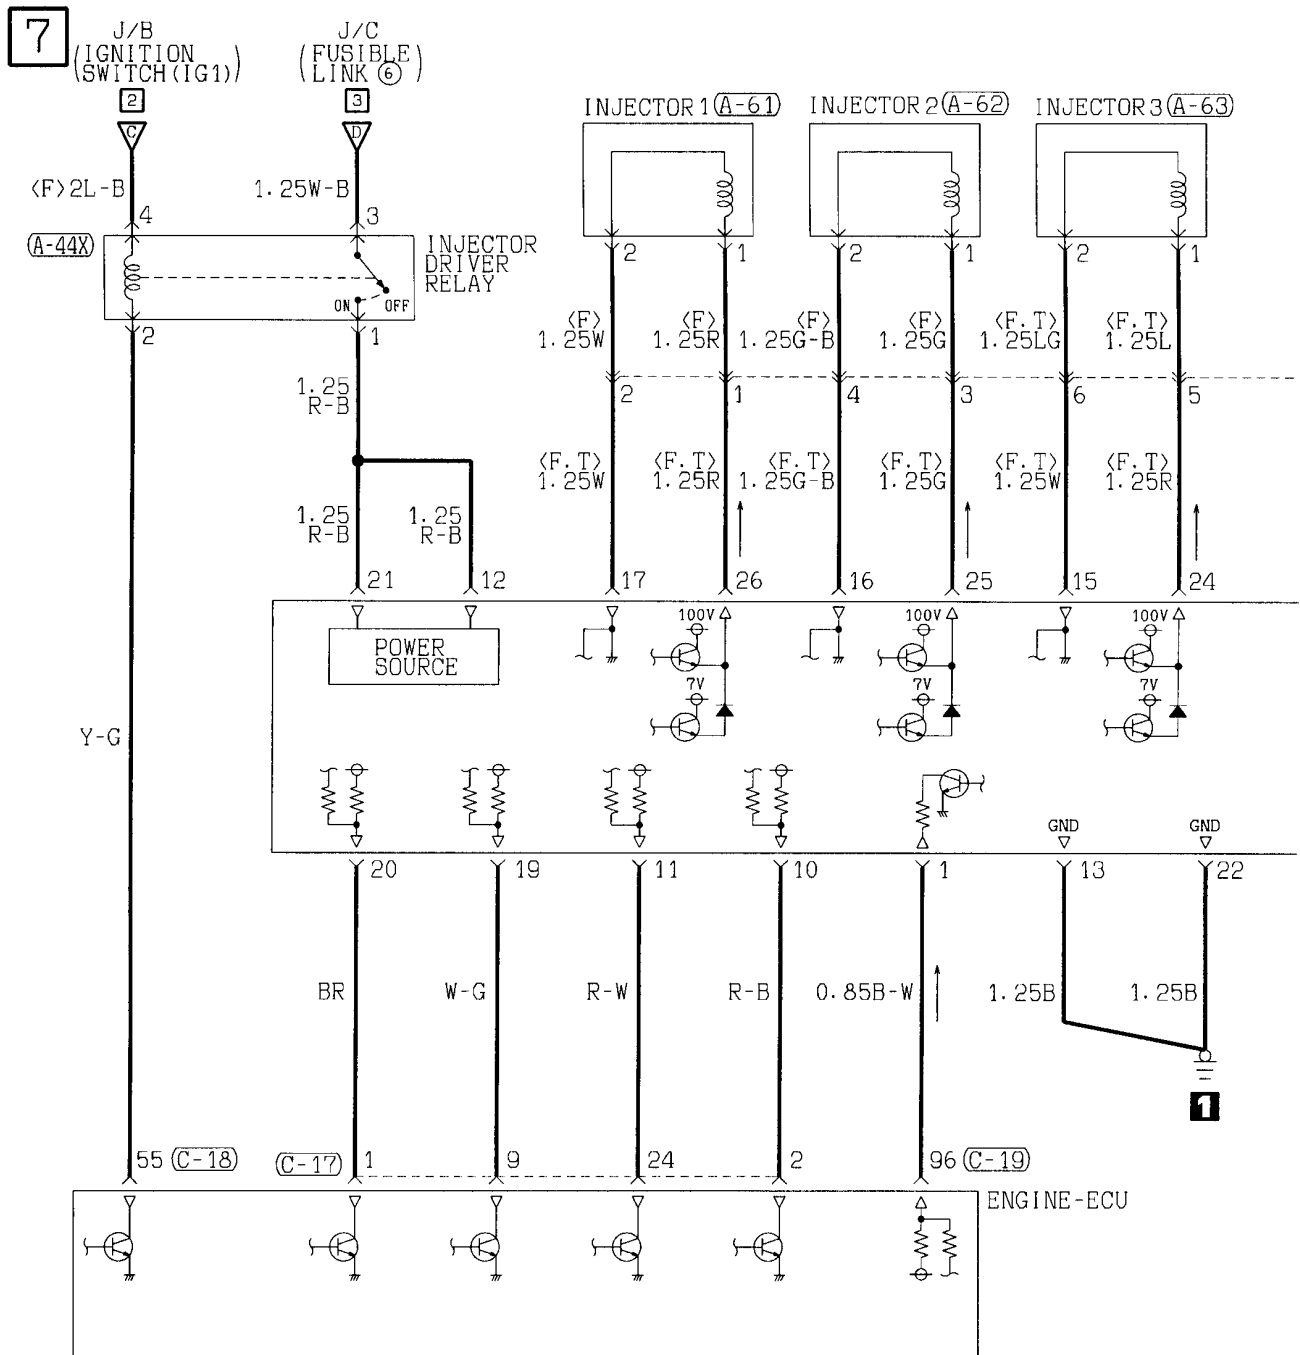 7
J/B
(IGNITION
SWITCH(IG1))
J/C
(FUSIBLE
LINK ⑥)
2
3
C
D
INJECTOR 1 (A-61)
INJECTOR 2 (A-62)
INJECTOR 3 (A-63)
<F>2L-B
1.25W-B
4
3
(A-44X)
INJECTOR
DRIVER
RELAY
ON
OFF
2
1
2
1
2
1
2
1
<F>
1.25W
<F>
1.25R
<F>
1.25G-B
<F>
1.25G
<F.T>
1.25LG
<F.T>
1.25L
1.25
R-B
2
1
4
3
6
5
<F.T>
1.25W
<F.T>
1.25R
<F.T>
1.25G-B
<F.T>
1.25G
<F.T>
1.25W
<F.T>
1.25R
1.25
R-B
1.25
R-B
21
12
17
26
16
25
15
24
POWER
SOURCE
100V
100V
100V
7V
7V
7V
Y-G
GND
GND
20
19
11
10
1
13
22
BR
W-G
R-W
R-B
0.85B-W
1.25B
1.25B
1
55 (C-18)
(C-17) 1
9
24
2
96 (C-19)
ENGINE-ECU